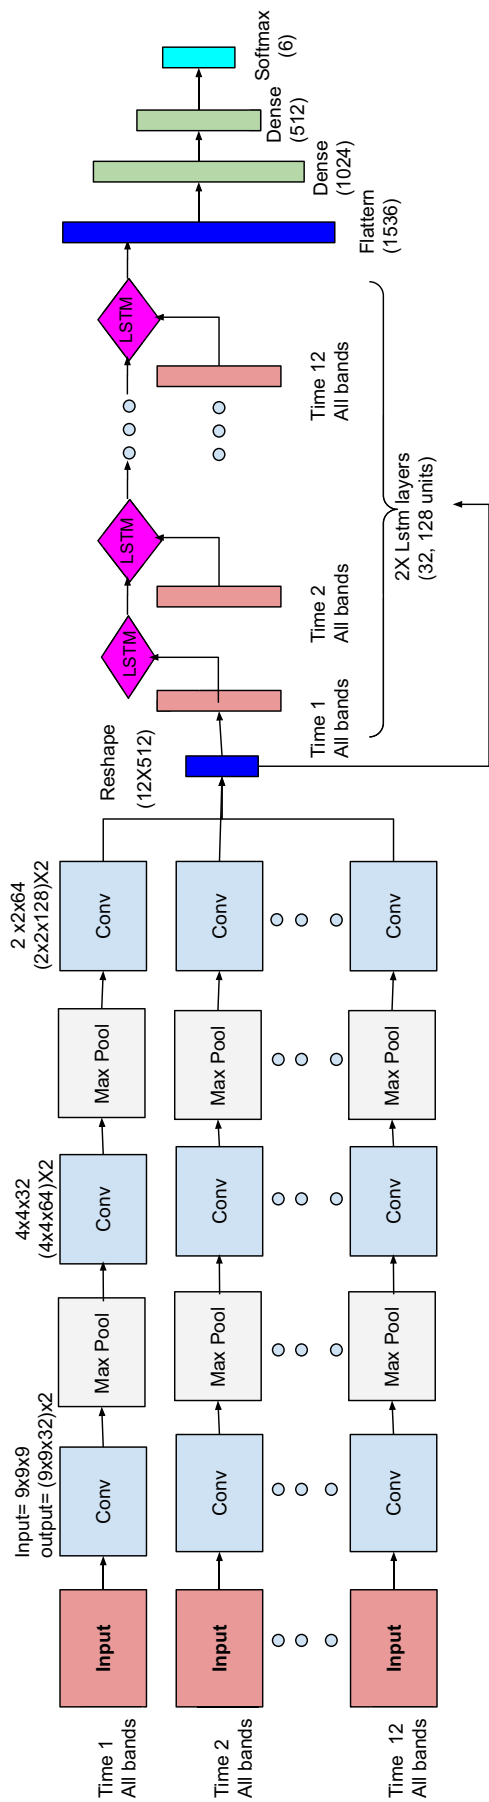 Time 1
All bands
Input
Input= 9x9x9
output= (9x9x32)x2
Conv
Max Pool
4x4x32
(4x4x64)X2
Conv
Max Pool
2 x2x64
(2x2x128)X2
Conv
Time 2
All bands
Input
Conv
Max Pool
Conv
Max Pool
Conv
Time 12
All bands
Input
Conv
Max Pool
Conv
Max Pool
Conv
Reshape
(12X512)
LSTM
LSTM
LSTM
Time 1
All bands
Time 2
All bands
Time 12
All bands
2X Lstm layers
(32, 128 units)
Flattern
(1536)
Dense
(1024)
Dense
(512)
Softmax
(6)